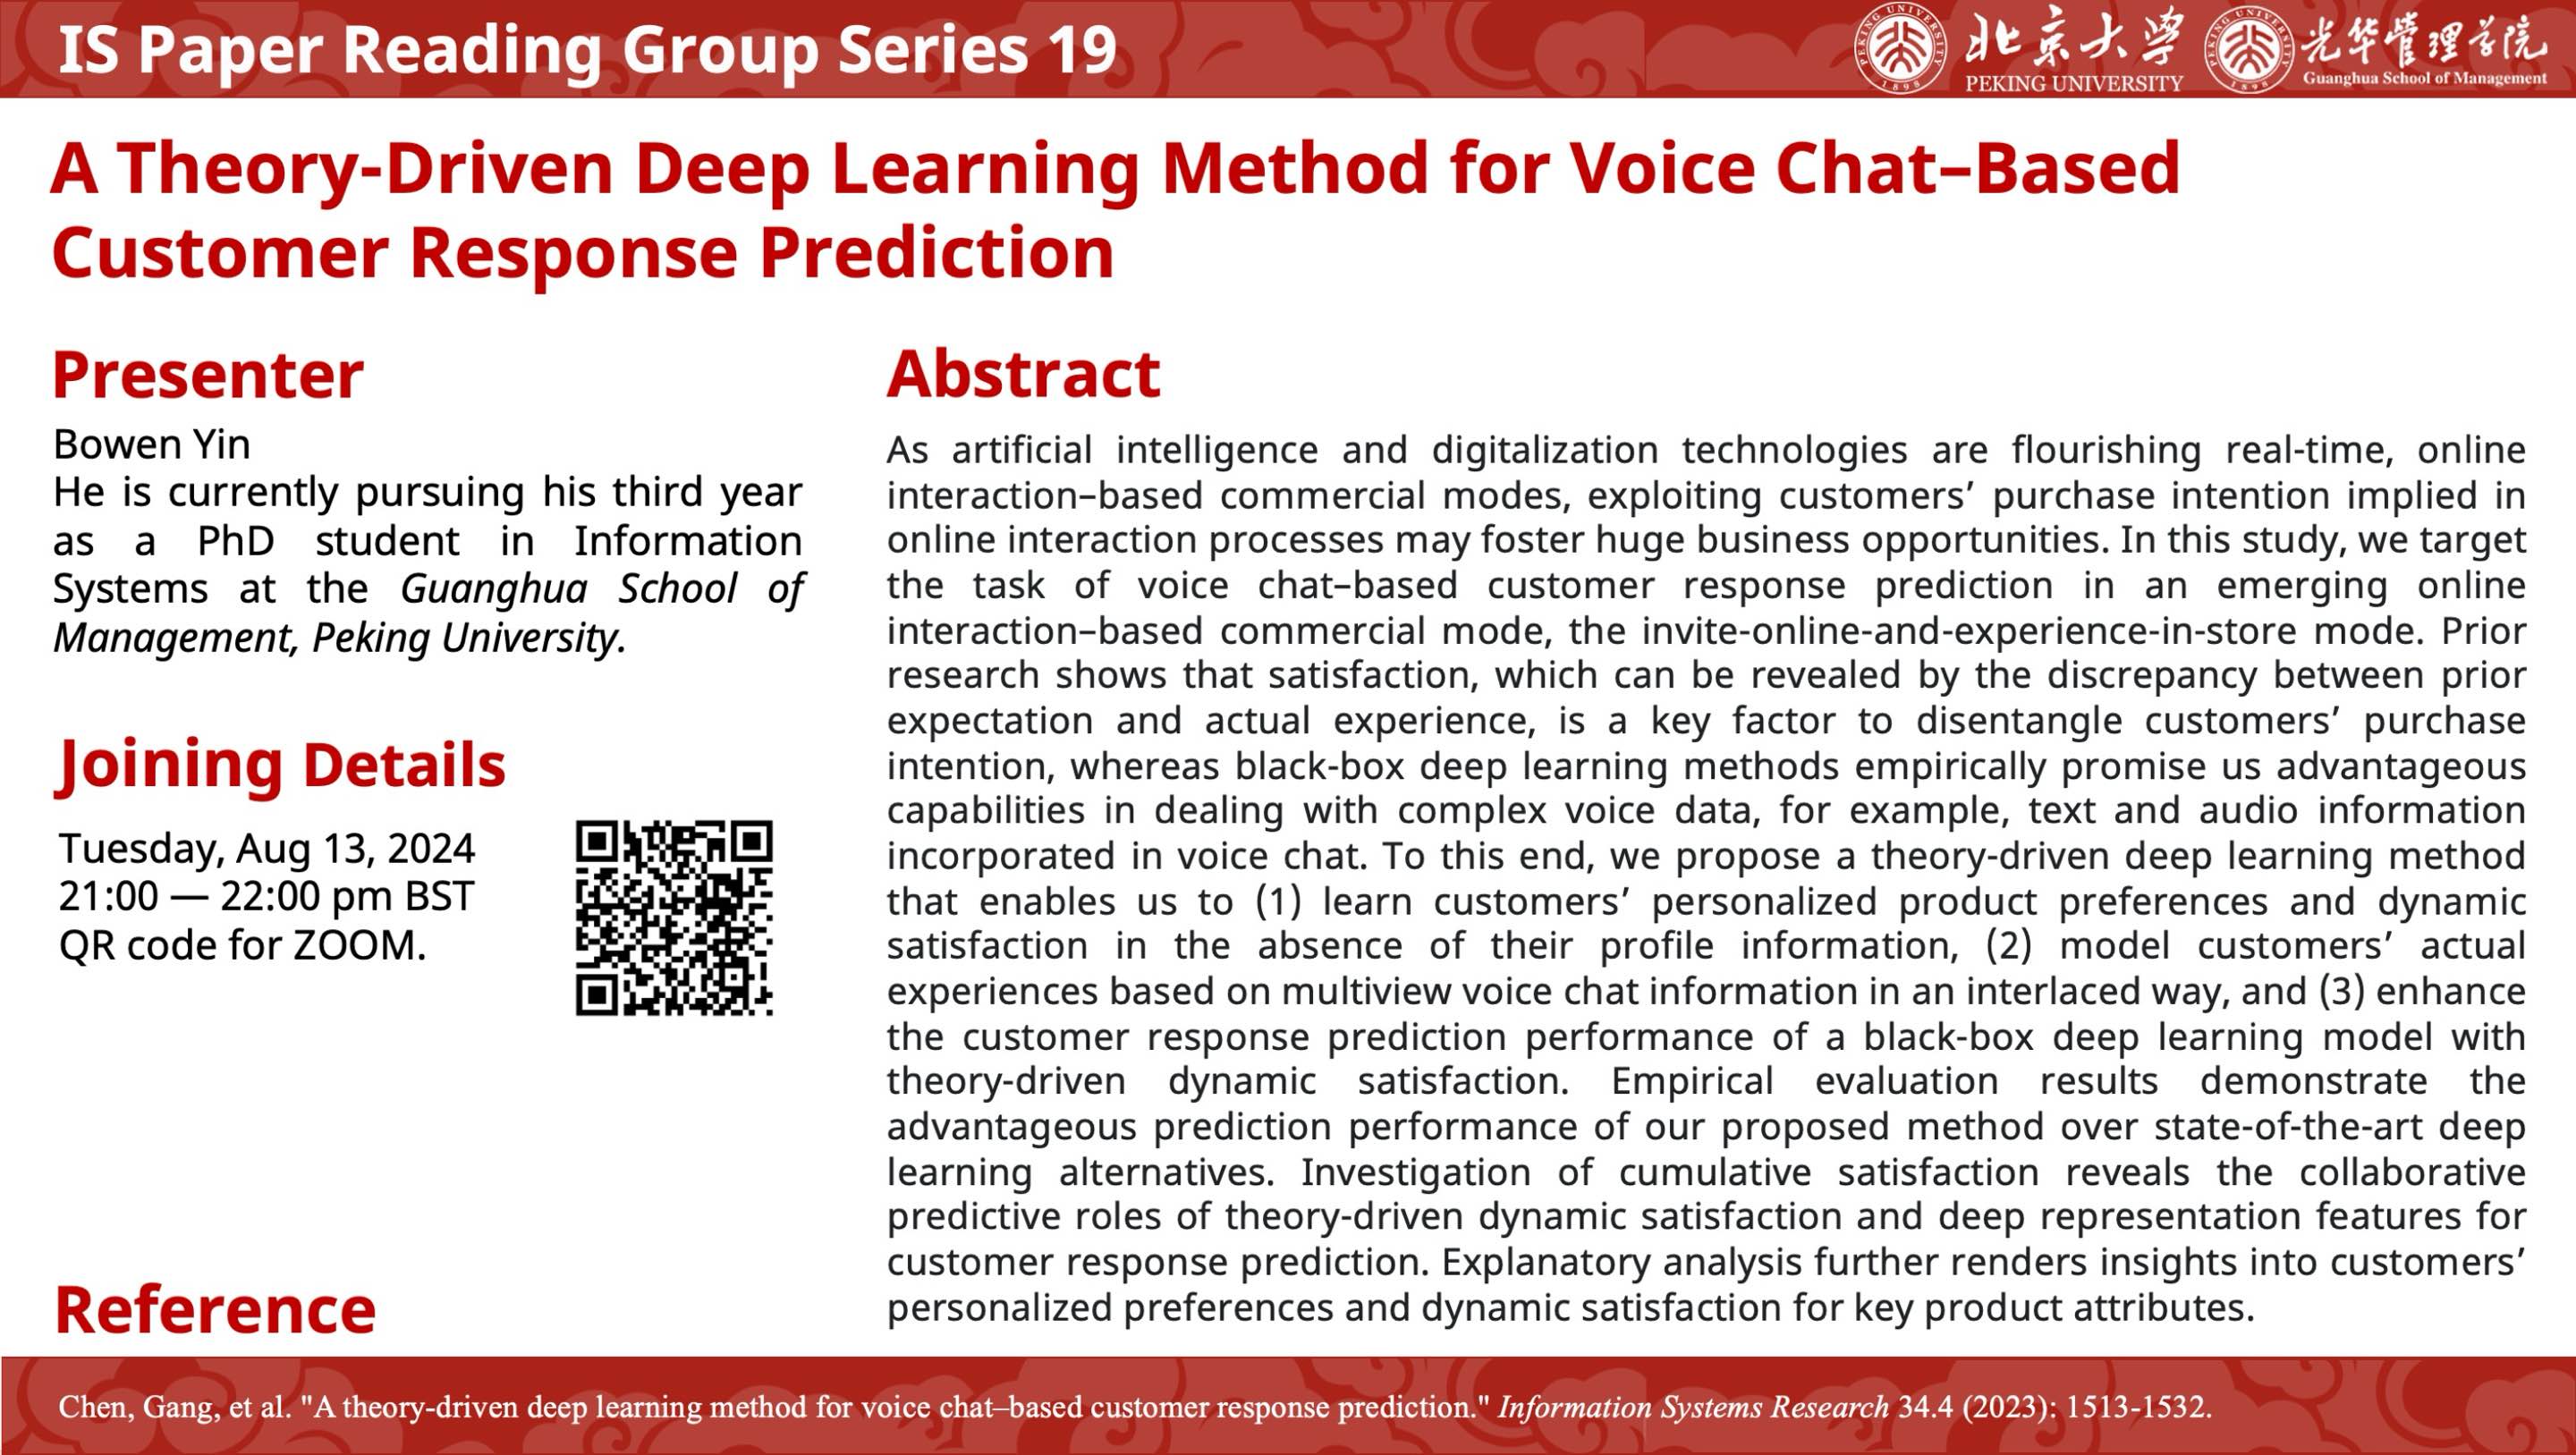 IS Paper Reading Group Series 19
PEKING UNIVERSITY
1898
北京大學
PEKING UNIVERSITY
PEKING UNIVERSITY
1898
光华管理学院
Guanghua School of Management
A Theory-Driven Deep Learning Method for Voice Chat–Based
Customer Response Prediction
Presenter
Bowen Yin
He is currently pursuing his third year
as a PhD student in Information
Systems at the Guanghua School of
Management, Peking University.
Joining Details
Tuesday, Aug 13, 2024
21:00 — 22:00 pm BST
QR code for ZOOM.
Abstract
As artificial intelligence and digitalization technologies are flourishing real-time, online
interaction–based commercial modes, exploiting customers’ purchase intention implied in
online interaction processes may foster huge business opportunities. In this study, we target
the task of voice chat–based customer response prediction in an emerging online
interaction–based commercial mode, the invite-online-and-experience-in-store mode. Prior
research shows that satisfaction, which can be revealed by the discrepancy between prior
expectation and actual experience, is a key factor to disentangle customers’ purchase
intention, whereas black-box deep learning methods empirically promise us advantageous
capabilities in dealing with complex voice data, for example, text and audio information
incorporated in voice chat. To this end, we propose a theory-driven deep learning method
that enables us to (1) learn customers’ personalized product preferences and dynamic
satisfaction in the absence of their profile information, (2) model customers’ actual
experiences based on multiview voice chat information in an interlaced way, and (3) enhance
the customer response prediction performance of a black-box deep learning model with
theory-driven dynamic satisfaction. Empirical evaluation results demonstrate the
advantageous prediction performance of our proposed method over state-of-the-art deep
learning alternatives. Investigation of cumulative satisfaction reveals the collaborative
predictive roles of theory-driven dynamic satisfaction and deep representation features for
customer response prediction. Explanatory analysis further renders insights into customers’
personalized preferences and dynamic satisfaction for key product attributes.
Reference
Chen, Gang, et al. "A theory-driven deep learning method for voice chat–based customer response prediction." Information Systems Research 34.4 (2023): 1513-1532.